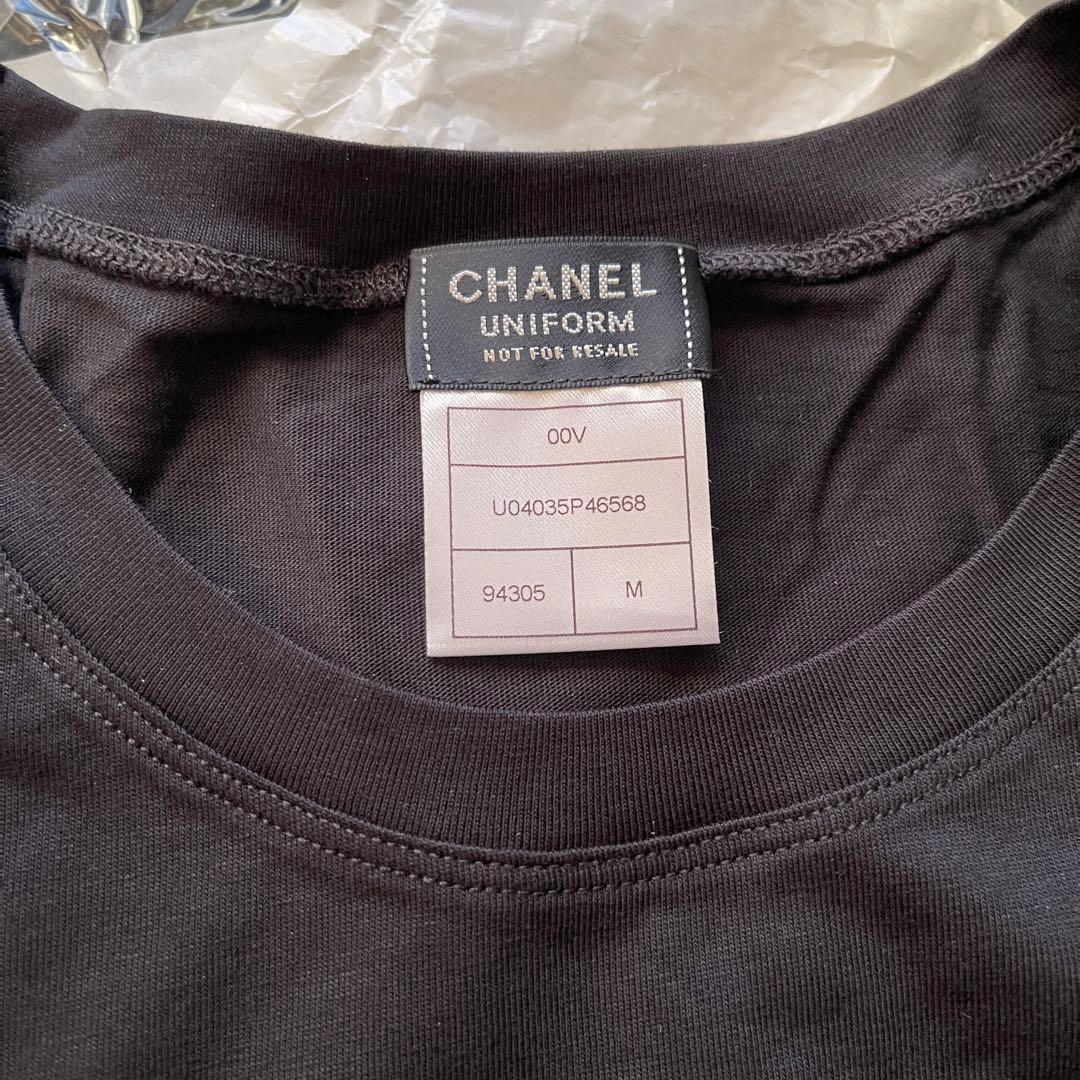 CHANEL
UNIFORM
NOT FOR RESALE
00V
U04035P46568
94305 M